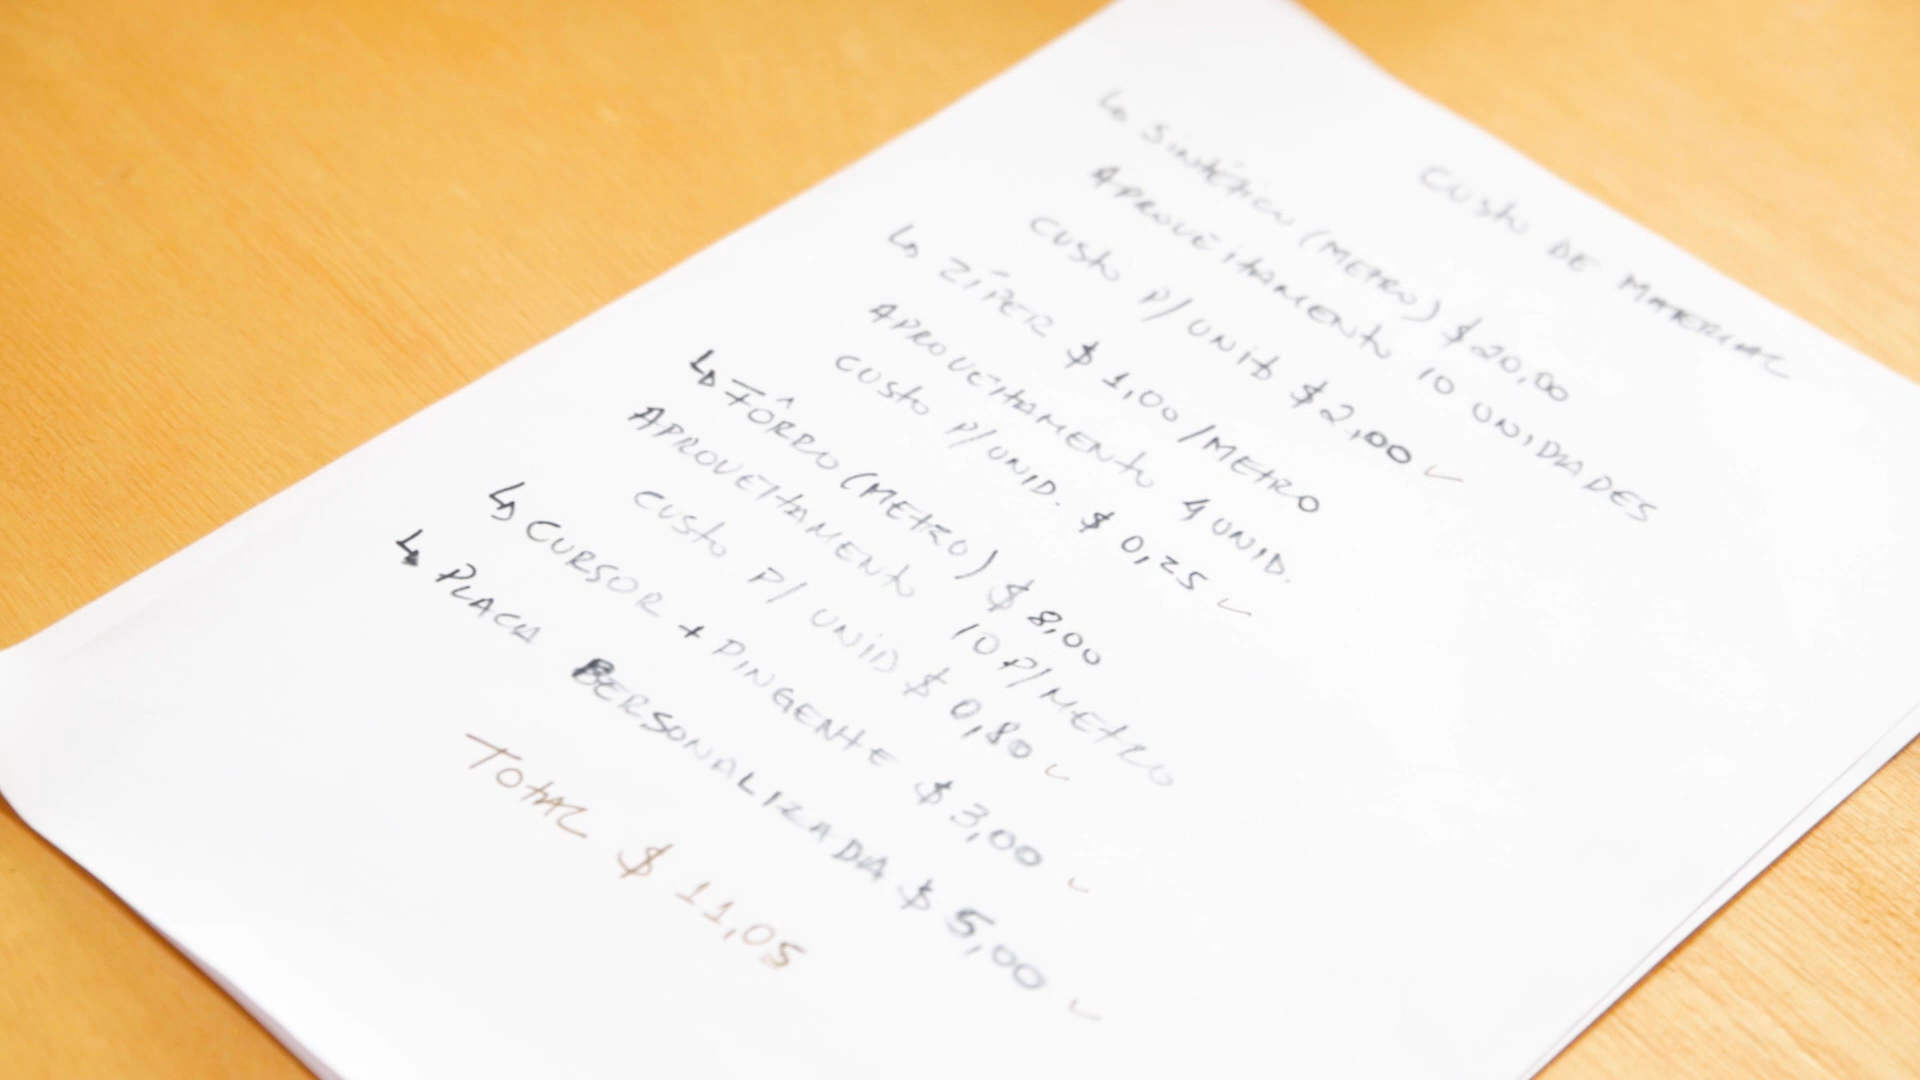 Custo DE MATERIAL
↳ Sintético (METRO) $20,00
APROVEITAMENTO 10 UNIDADES
Custo P/ UNID $2,00 ✓
↳ ZÍPER $ 1,00/METRO
APROVEITAMENTO 4 UNID.
Custo P/UNID. $ 0,25 ✓
↳ FÔRRO (METRO) $ 8,00
APROVEITAMENTO 10 P/METRO
Custo P/ UNID $ 0,80 ✓
↳ CURSOR + PINGENTE $ 3,00 ✓
↳ PLACA PERSONALIZADA $ 5,00 ✓
TOTAL $ 11,05